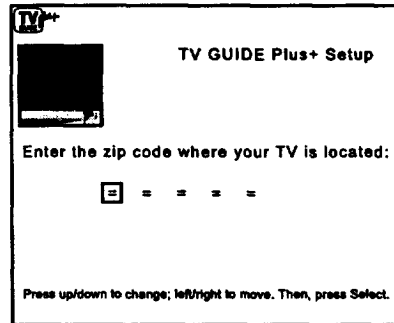 TV
TV GUIDE Plus+ Setup
Enter the zip code where your TV is located:
= = = = =
Press up/down to change; left/right to move. Then, press Select.